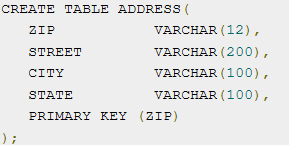 CREATE TABLE ADDRESS(
ZIP VARCHAR(12),
STREET VARCHAR(200),
CITY VARCHAR(100),
STATE VARCHAR(100),
PRIMARY KEY (ZIP)
);